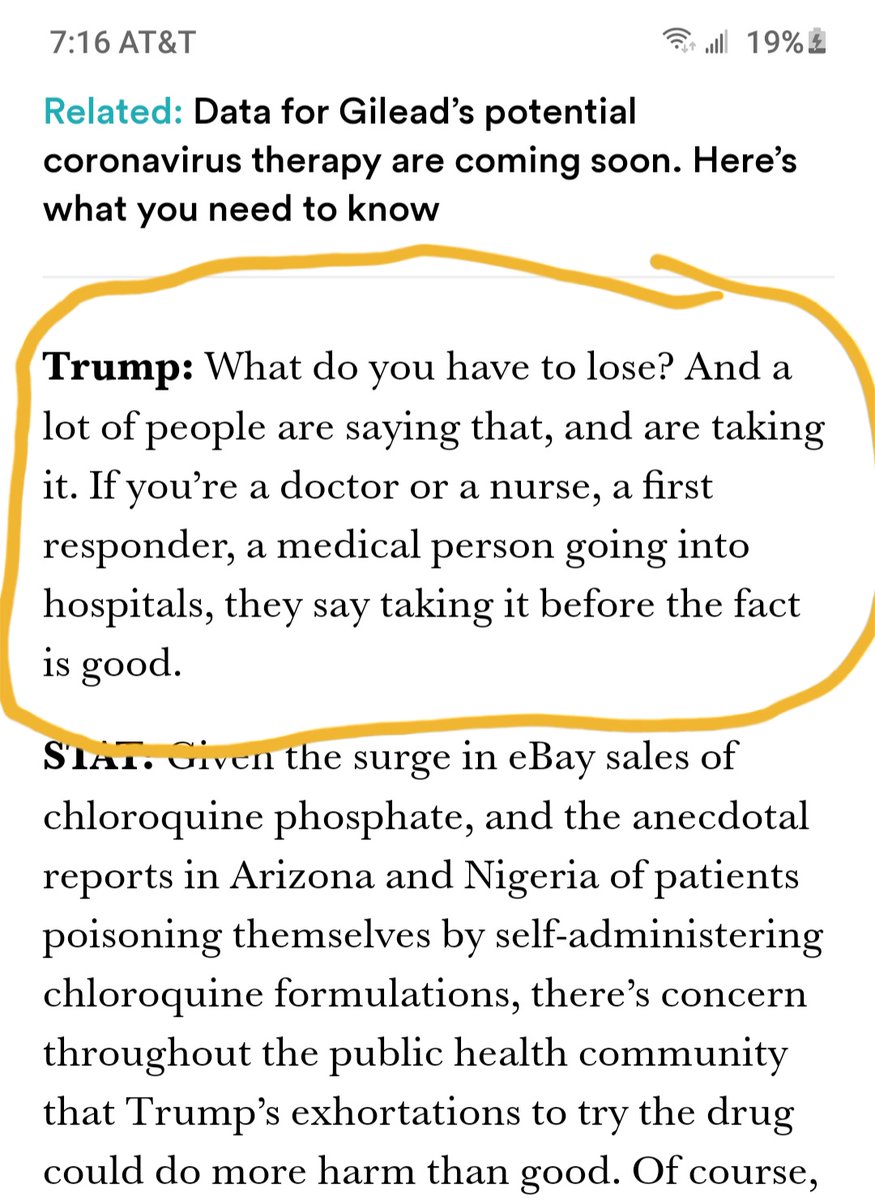 7:16 AT&T 19%
Related: Data for Gilead’s potential
coronavirus therapy are coming soon. Here’s
what you need to know
Trump: What do you have to lose? And a
lot of people are saying that, and are taking
it. If you’re a doctor or a nurse, a first
responder, a medical person going into
hospitals, they say taking it before the fact
is good.
STAT: Given the surge in eBay sales of
chloroquine phosphate, and the anecdotal
reports in Arizona and Nigeria of patients
poisoning themselves by self-administering
chloroquine formulations, there’s concern
throughout the public health community
that Trump’s exhortations to try the drug
could do more harm than good. Of course,